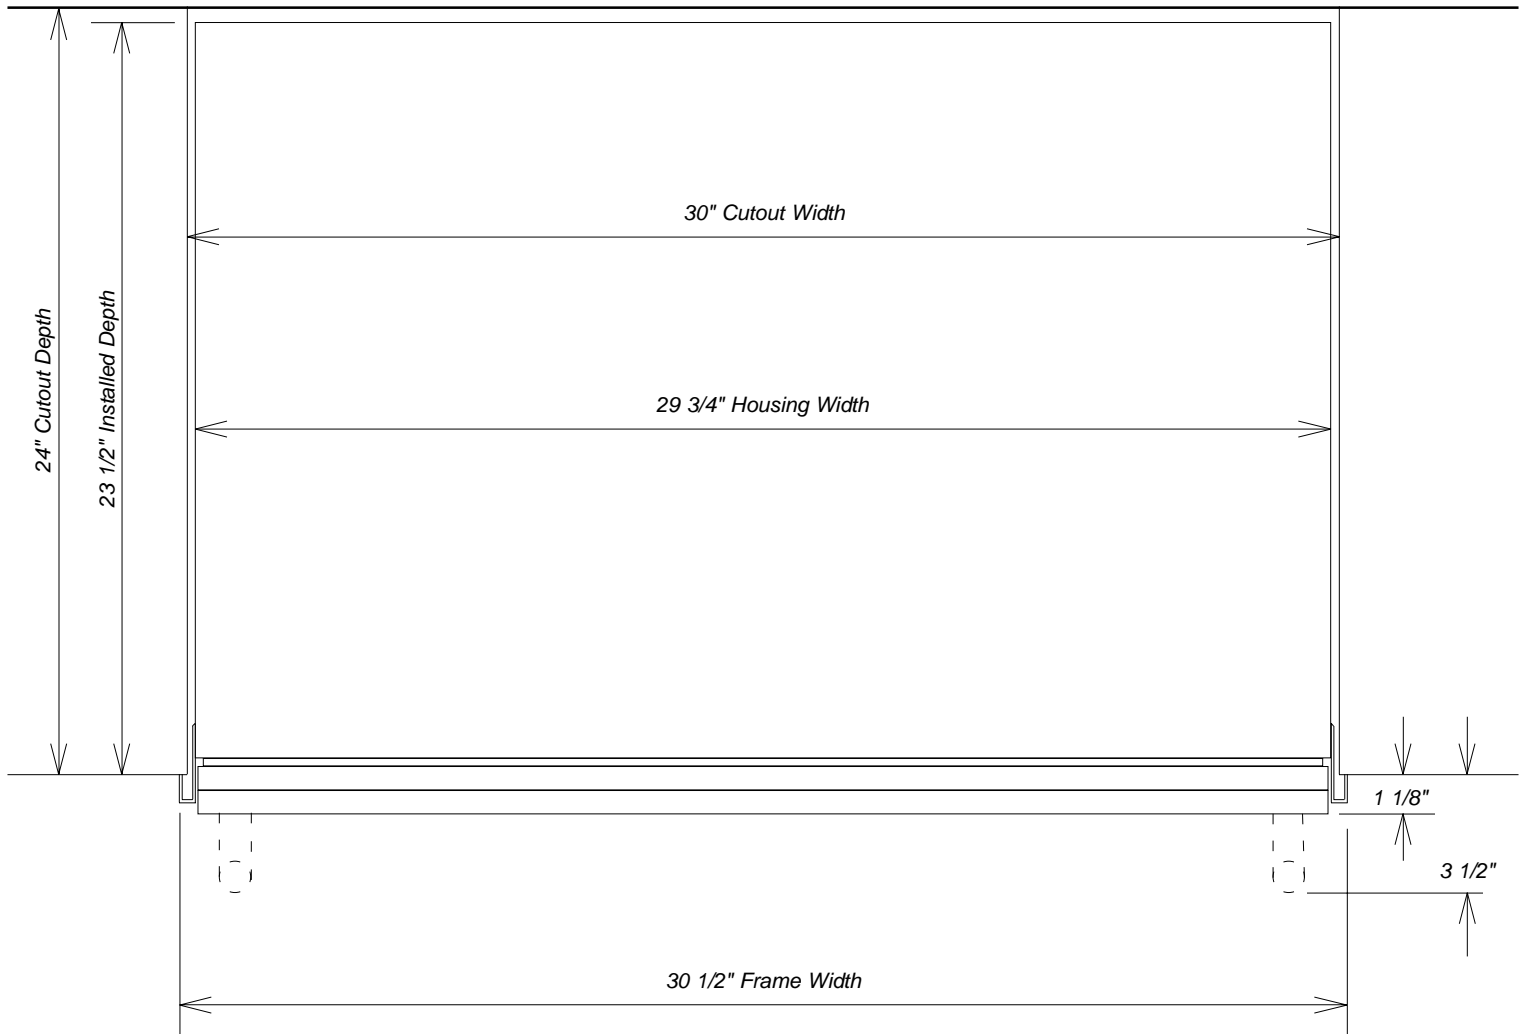 30" Cutout Width
24" Cutout Depth
23 1/2" Installed Depth
29 3/4" Housing Width
1 1/8"
3 1/2"
30 1/2" Frame Width